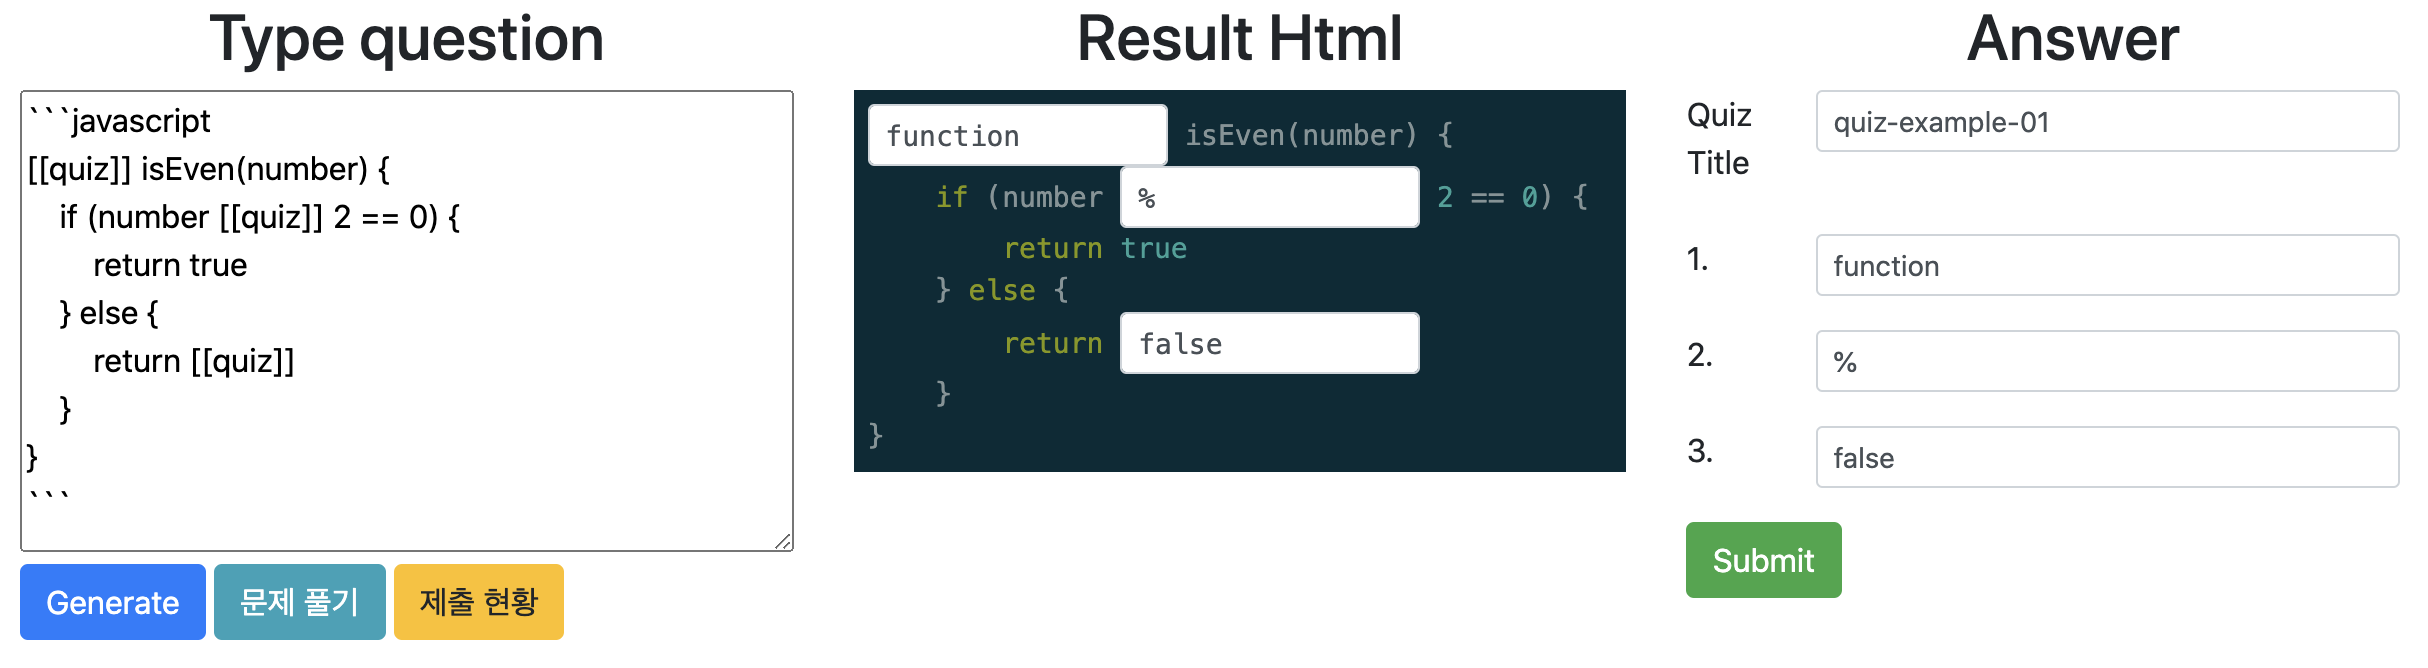 Type question
```javascript
[[quiz]] isEven(number) {
    if (number [[quiz]] 2 == 0) {
        return true
    } else {
        return [[quiz]]
    }
}
```
Generate 문제 풀기 제출 현황
Result Html
function isEven(number) {
    if (number % 2 == 0) {
        return true
    } else {
        return false
    }
}
Answer
Quiz Title quiz-example-01
1. function
2. %
3. false
Submit